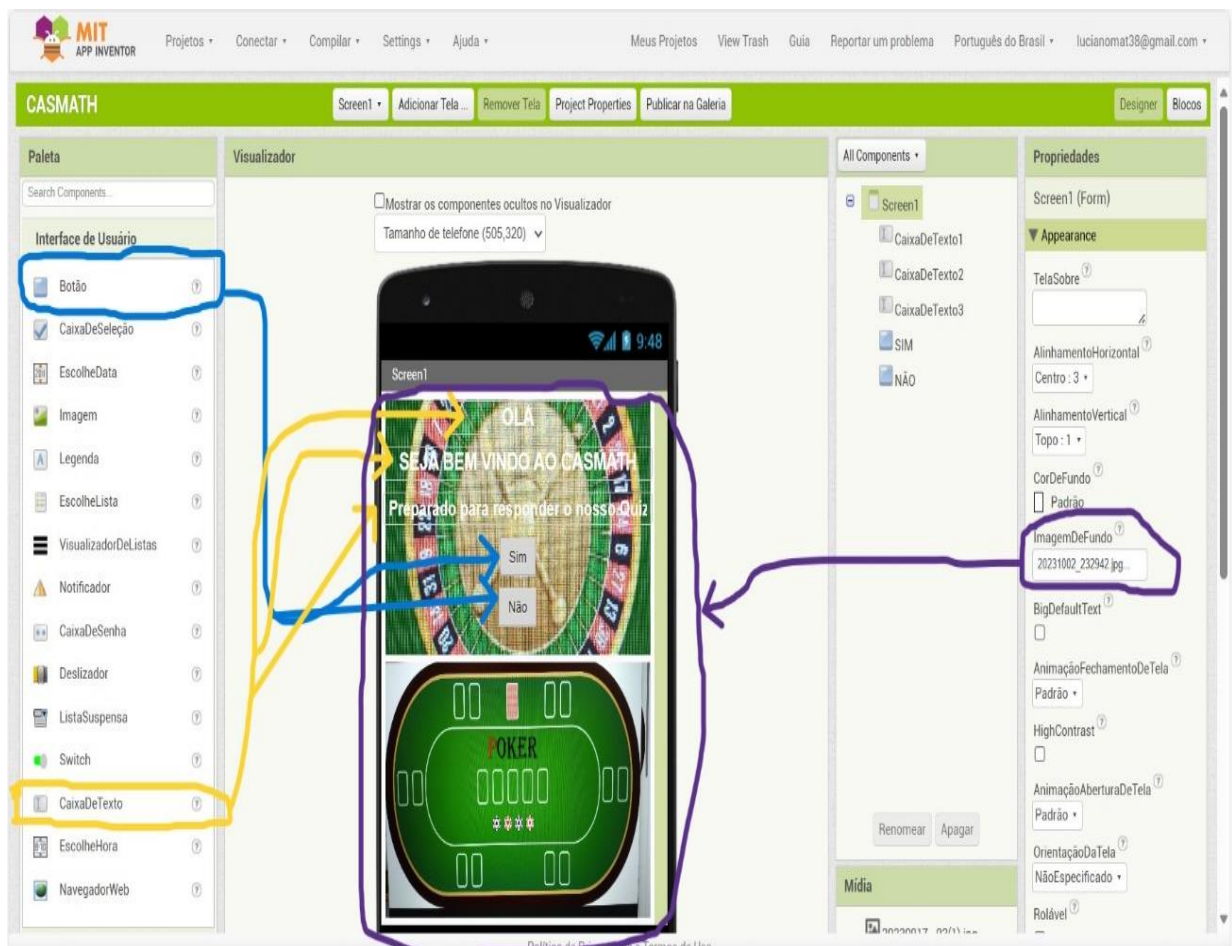 MIT
APP INVENTOR
Projetos
Conectar
Compilar
Settings
Ajuda
Meus Projetos
View Trash
Guia
Reportar um problema
Português do Brasil
lucianomat38@gmail.com
CASMATH
Screen1
Adicionar Tela ...
Remover Tela
Project Properties
Publicar na Galeria
Designer
Blocos
Paleta
Search Components...
Interface de Usuário
Botão
CaixaDeSeleção
EscolheData
Imagem
Legenda
EscolheLista
VisualizadorDeListas
Notificador
CaixaDeSenha
Deslizador
ListaSuspensa
Switch
CaixaDeTexto
EscolheHora
NavegadorWeb
Visualizador
Mostrar os componentes ocultos no Visualizador
Tamanho de telefone (505,320)
9:48
Screen1
OLÁ
SEJA BEM VINDO AO CASMATH
Preparado para responder o nosso Quiz
Sim
Não
POKER
All Components
Screen1
CaixaDeTexto1
CaixaDeTexto2
CaixaDeTexto3
SIM
NÃO
Renomear
Apagar
Mídia
Propriedades
Screen1 (Form)
Appearance
TelaSobre
AlinhamentoHorizontal
Centro : 3
AlinhamentoVertical
Topo : 1
CorDeFundo
Padrão
ImagemDeFundo
20231002_232942.jpg...
BigDefaultText
AnimaçãoFechamentoDeTela
Padrão
HighContrast
AnimaçãoAberturaDeTela
Padrão
OrientaçãoDaTela
NãoEspecificado
Rolável